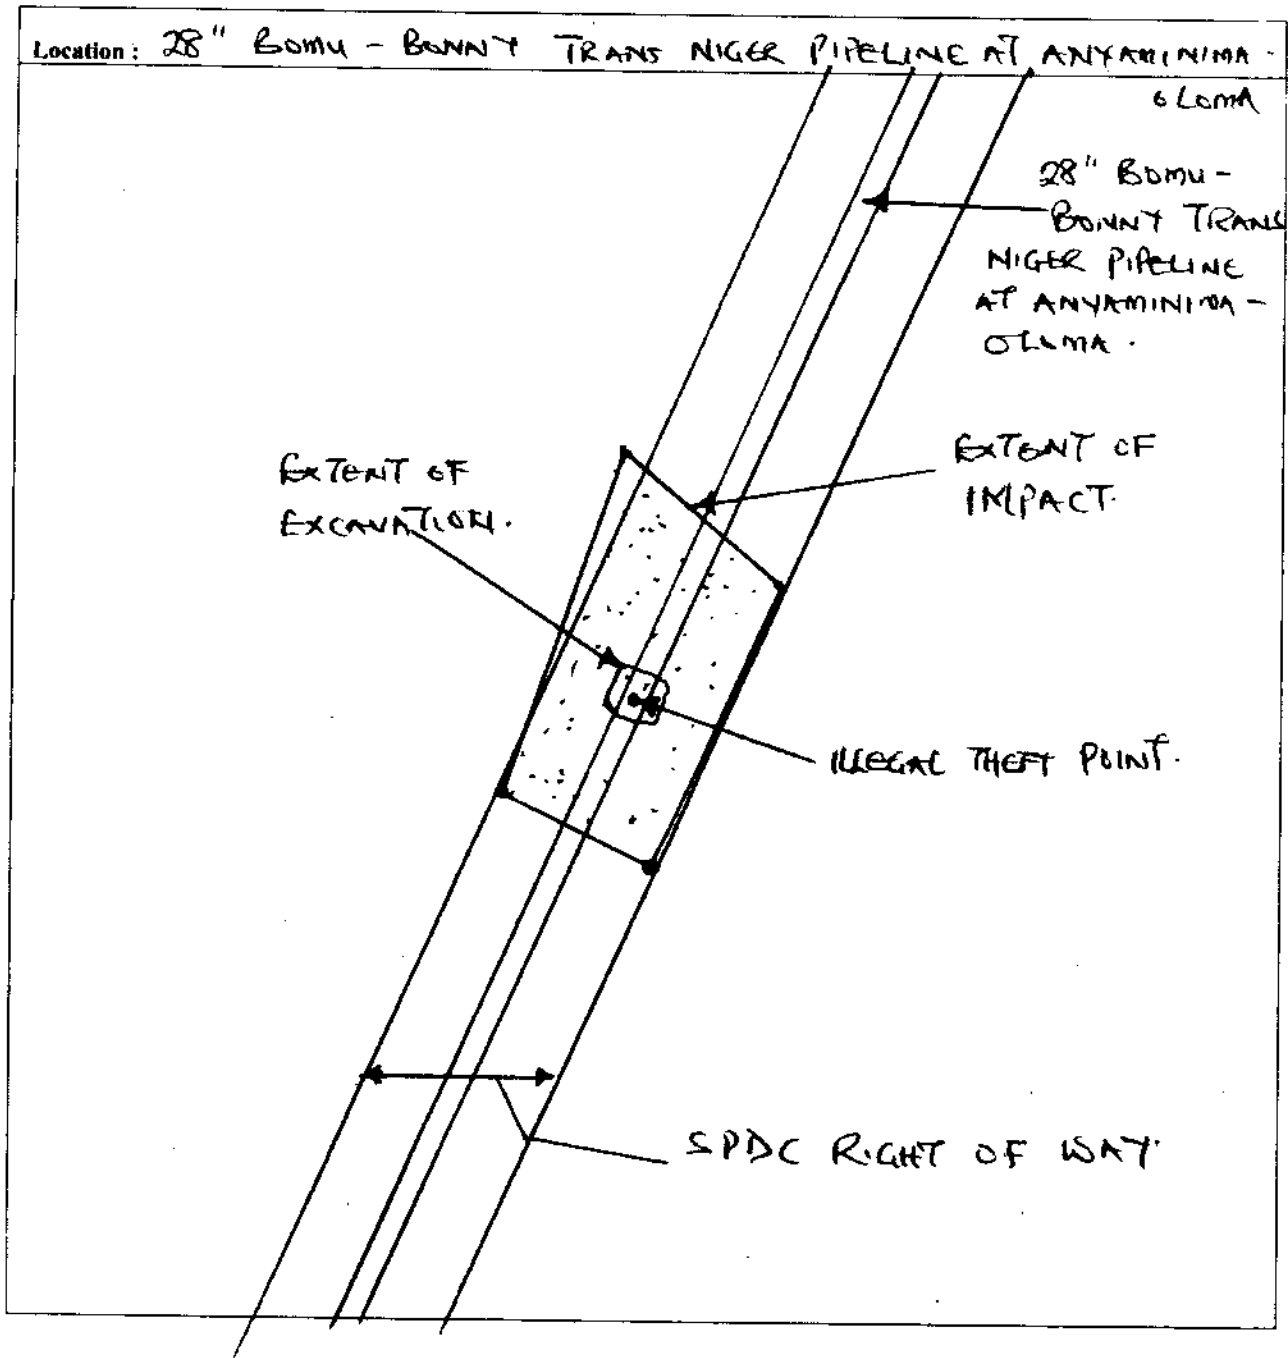 Location: 28" BOMU - BONNY TRANS NIGER PIPELINE AT ANYAMINIMA -
OLOMA
28" BOMU -
BONNY TRANS
NIGER PIPELINE
AT ANYAMINIMA -
OLOMA.
EXTENT OF
EXCAVATION.
EXTENT OF
IMPACT.
ILLEGAL THEFT POINT.
SPDC RIGHT OF WAY.